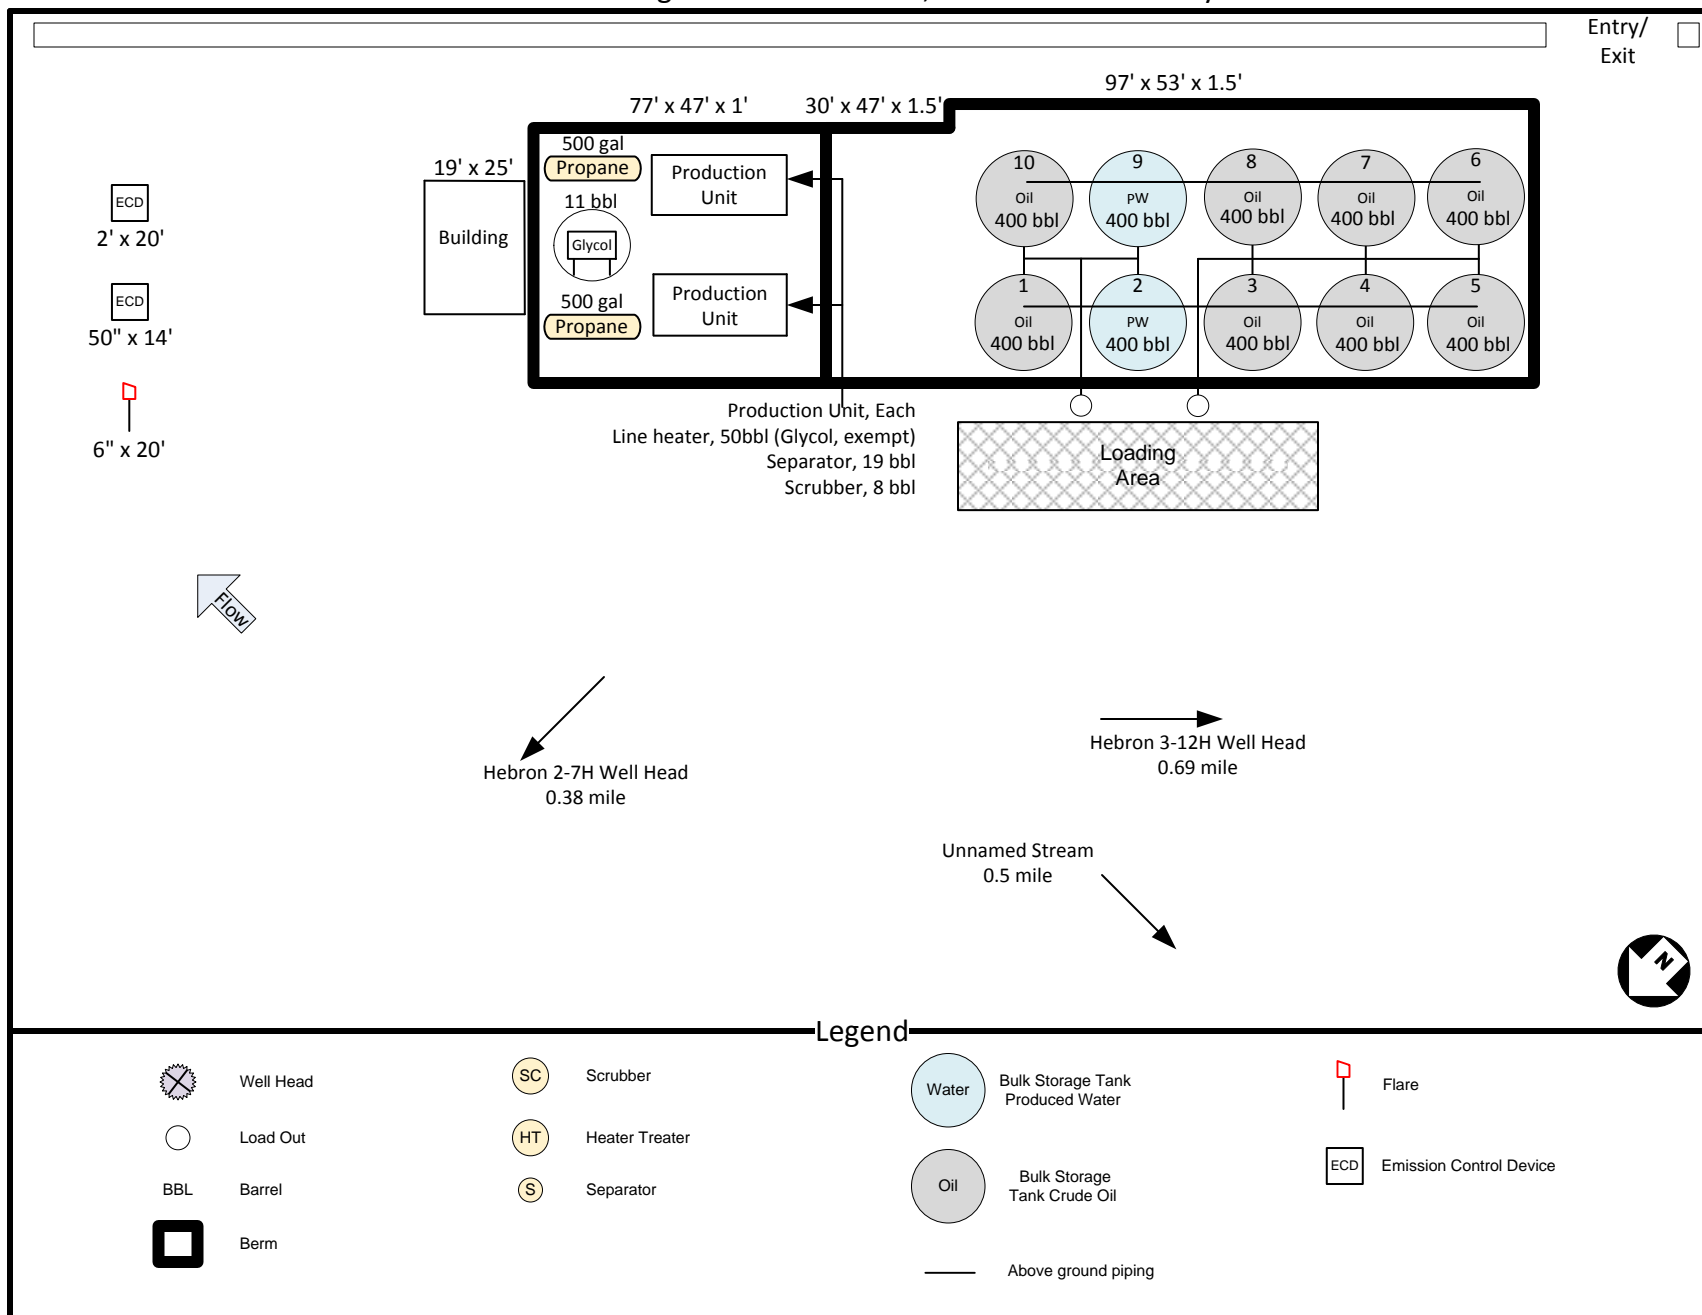 Entry/
Exit
97' x 53' x 1.5'
77' x 47' x 1'
30' x 47' x 1.5'
19' x 25'
Building
500 gal
Propane
11 bbl
Glycol
500 gal
Propane
Production
Unit
Production
Unit
10
Oil
400 bbl
9
PW
400 bbl
8
Oil
400 bbl
7
Oil
400 bbl
6
Oil
400 bbl
1
Oil
400 bbl
2
PW
400 bbl
3
Oil
400 bbl
4
Oil
400 bbl
5
Oil
400 bbl
ECD
2' x 20'
ECD
50" x 14'
6" x 20'
Production Unit, Each
Line heater, 50bbl (Glycol, exempt)
Separator, 19 bbl
Scrubber, 8 bbl
Loading
Area
Flow
Hebron 2-7H Well Head
0.38 mile
Hebron 3-12H Well Head
0.69 mile
Unnamed Stream
0.5 mile
N
Legend
Well Head
Load Out
BBL
Barrel
Berm
SC
Scrubber
HT
Heater Treater
S
Separator
Water
Bulk Storage Tank
Produced Water
Oil
Bulk Storage
Tank Crude Oil
Above ground piping
Flare
ECD
Emission Control Device